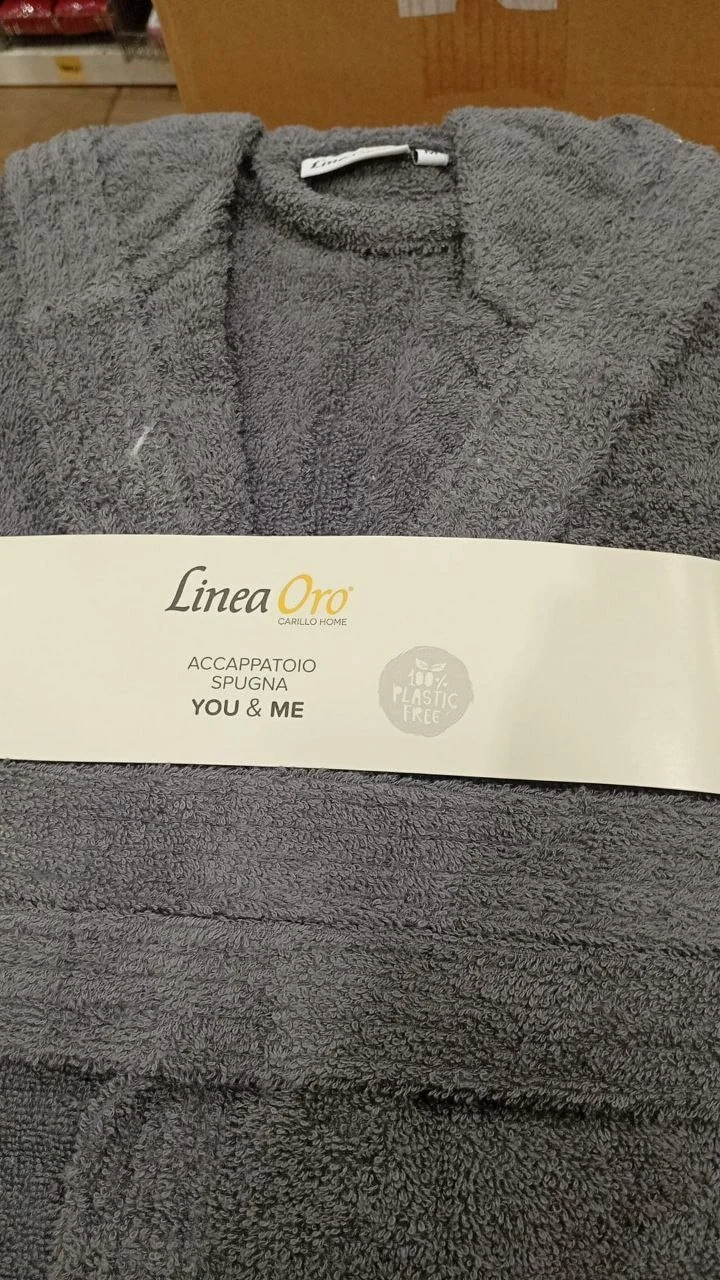 Linea Oro
CARILLO HOME
ACCAPPATOIO
SPUGNA
YOU & ME
100%
PLASTIC
FREE